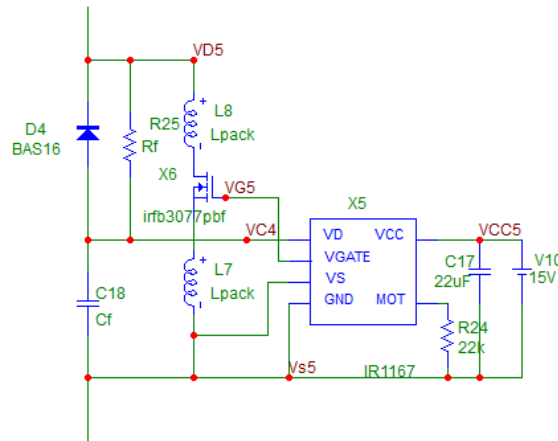 VD5
L8
Lpack
D4
BAS16
R25
Rf
X6
VG5
irfb3077pbf
X5
VC4
VD
VCC
VCC5
VGATE
VS
GND
MOT
C17
22uF
V10
15V
L7
Lpack
C18
Cf
R24
22k
Vs5
IR1167